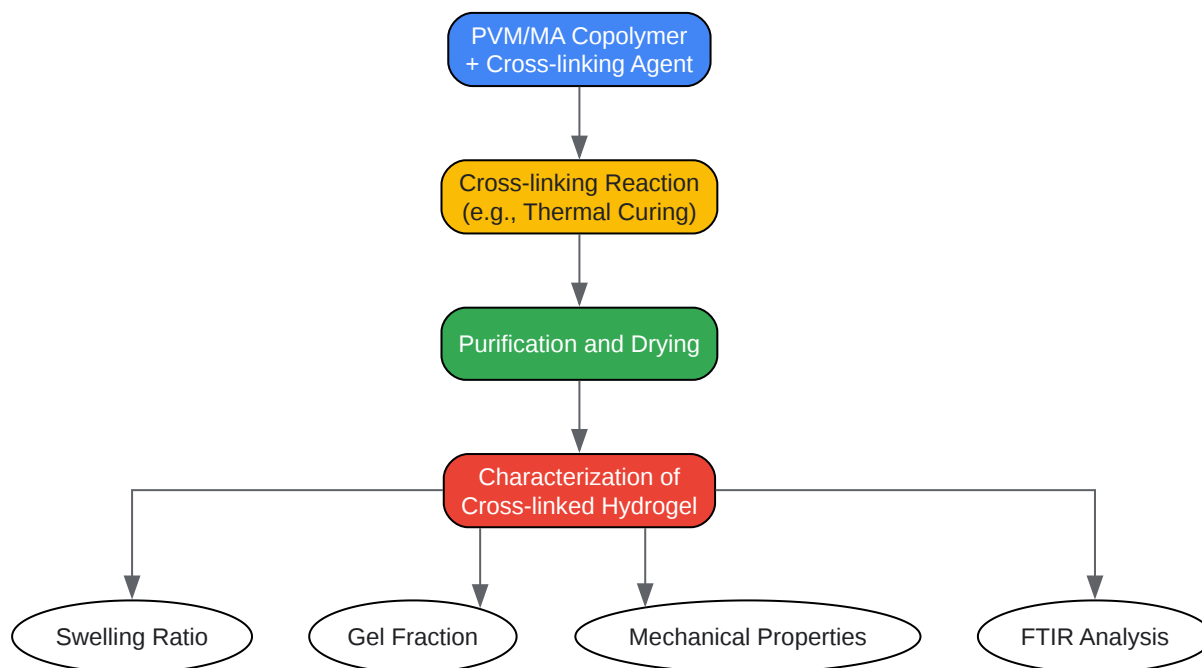 PVM/MA Copolymer
+ Cross-linking Agent
Cross-linking Reaction
(e.g., Thermal Curing)
Purification and Drying
Characterization of
Cross-linked Hydrogel
Swelling Ratio
Gel Fraction
Mechanical Properties
FTIR Analysis